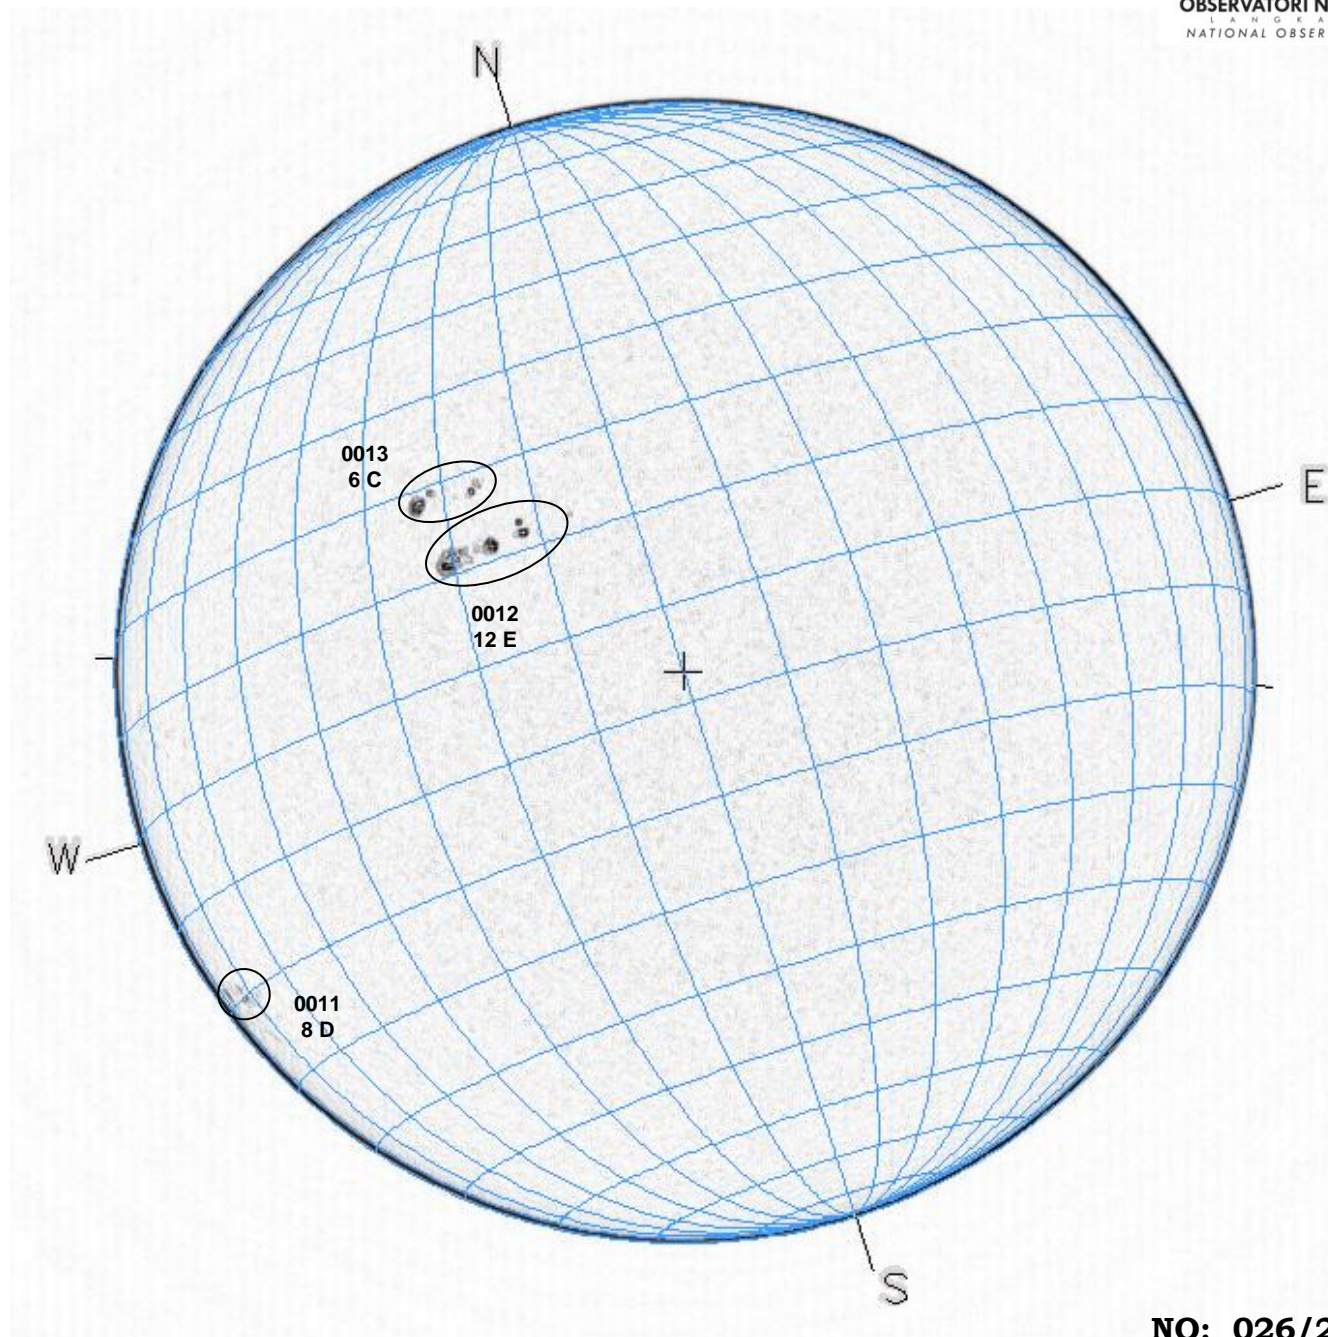 OBSERVATORI N
L A N G K A
NATIONAL OBSER
N
0013
6 C
E
0012
12 E
W
0011
8 D
S
NO: 026/2